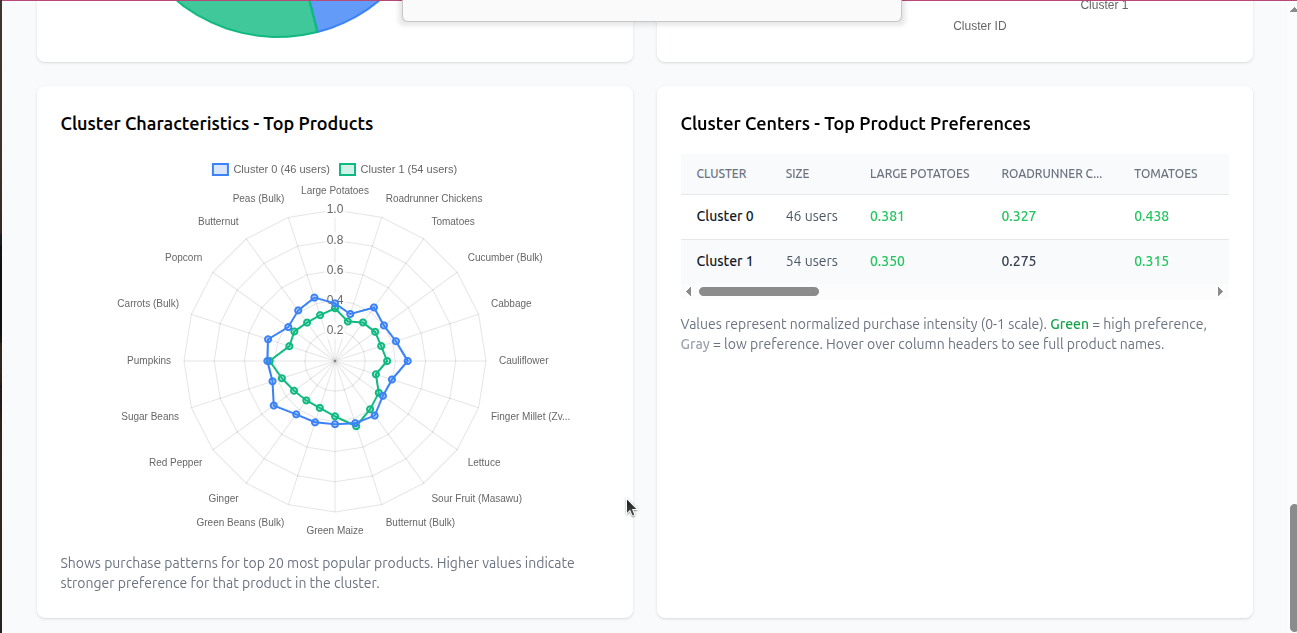 Cluster 1
Cluster ID
Cluster Characteristics - Top Products
Cluster 0 (46 users)
Cluster 1 (54 users)
Large Potatoes
Peas (Bulk)
Roadrunner Chickens
Butternut
Tomatoes
Popcorn
Cucumber (Bulk)
Carrots (Bulk)
Cabbage
Pumpkins
Cauliflower
Sugar Beans
Finger Millet (Zv...
Red Pepper
Lettuce
Ginger
Sour Fruit (Masawu)
Green Beans (Bulk)
Butternut (Bulk)
Green Maize
1.0
0.8
0.6
0.4
0.2
Shows purchase patterns for top 20 most popular products. Higher values indicate
stronger preference for that product in the cluster.
Cluster Centers - Top Product Preferences
CLUSTER SIZE LARGE POTATOES ROADRUNNER C... TOMATOES
Cluster 0 46 users 0.381 0.327 0.438
Cluster 1 54 users 0.350 0.275 0.315
Values represent normalized purchase intensity (0-1 scale). Green = high preference,
Gray = low preference. Hover over column headers to see full product names.